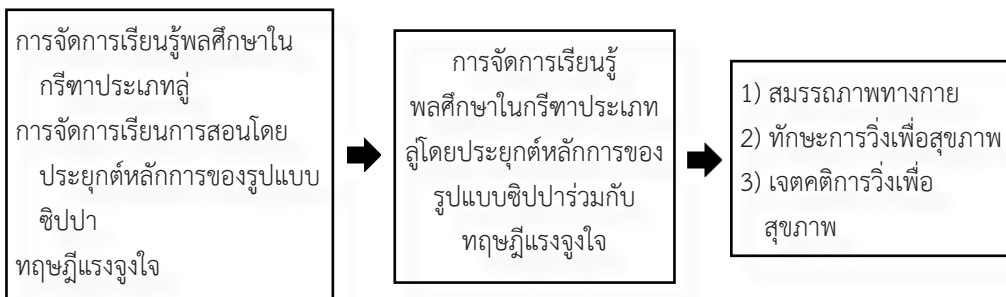 การจัดการเรียนรู้พลศึกษาใน
กรีฑาประเภทลู่
การจัดการเรียนการสอนโดย
ประยุกต์หลักการของรูปแบบ
ซิปปา
ทฤษฎีแรงจูงใจ
การจัดการเรียนรู้
พลศึกษาในกรีฑาประเภท
ลู่โดยประยุกต์หลักการของ
รูปแบบซิปปาร่วมกับ
ทฤษฎีแรงจูงใจ
1) สมรรถภาพทางกาย
2) ทักษะการวิ่งเพื่อสุขภาพ
3) เจตคติการวิ่งเพื่อ
สุขภาพ